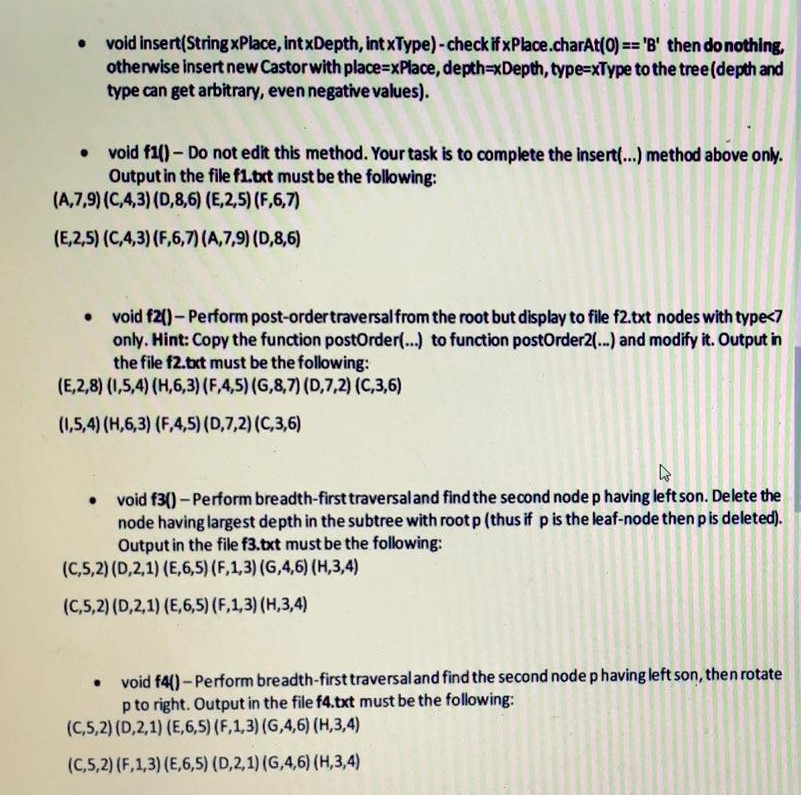 • void insert(String xPlace, int xDepth, int xType) - check if xPlace.charAt(0) == 'B' then do nothing,
otherwise insert new Castor with place=xPlace, depth=xDepth, type=xType to the tree (depth and
type can get arbitrary, even negative values).
• void f1() – Do not edit this method. Your task is to complete the insert(...) method above only.
Output in the file f1.txt must be the following:
(A,7,9) (C,4,3) (D,8,6) (E,2,5) (F,6,7)
(E,2,5) (C,4,3) (F,6,7) (A,7,9) (D,8,6)
• void f2() – Perform post-order traversal from the root but display to file f2.txt nodes with type<7
only. Hint: Copy the function postOrder(...) to function postOrder2(...) and modify it. Output in
the file f2.txt must be the following:
(E,2,8) (I,5,4) (H,6,3) (F,4,5) (G,8,7) (D,7,2) (C,3,6)
(I,5,4) (H,6,3) (F,4,5) (D,7,2) (C,3,6)
• void f3() – Perform breadth-first traversal and find the second node p having left son. Delete the
node having largest depth in the subtree with root p (thus if p is the leaf-node then p is deleted).
Output in the file f3.txt must be the following:
(C,5,2) (D,2,1) (E,6,5) (F,1,3) (G,4,6) (H,3,4)
(C,5,2) (D,2,1) (E,6,5) (F,1,3) (H,3,4)
• void f4() – Perform breadth-first traversal and find the second node p having left son, then rotate
p to right. Output in the file f4.txt must be the following:
(C,5,2) (D,2,1) (E,6,5) (F,1,3) (G,4,6) (H,3,4)
(C,5,2) (F,1,3) (E,6,5) (D,2,1) (G,4,6) (H,3,4)